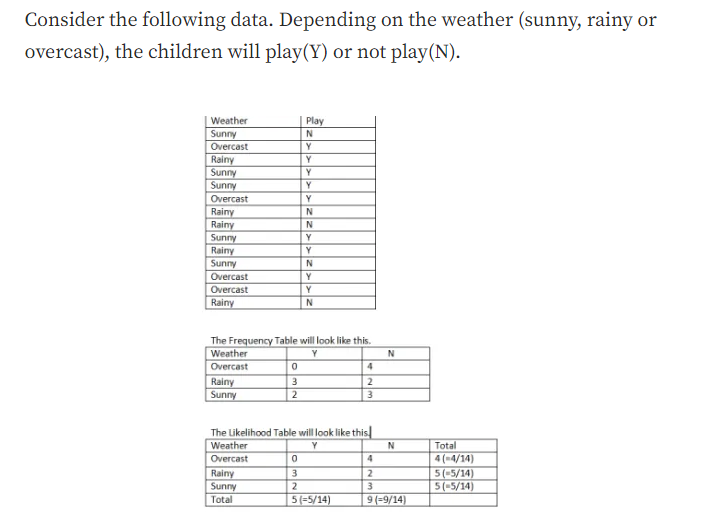 Consider the following data. Depending on the weather (sunny, rainy or
overcast), the children will play(Y) or not play(N).
Weather Play
Sunny N
Overcast Y
Rainy Y
Sunny Y
Sunny Y
Overcast Y
Rainy N
Rainy N
Sunny Y
Rainy Y
Sunny N
Overcast Y
Overcast Y
Rainy N
The Frequency Table will look like this.
Weather Y N
Overcast 0 4
Rainy 3 2
Sunny 2 3
The Likelihood Table will look like this.
Weather Y N Total
Overcast 0 4 4 (=4/14)
Rainy 3 2 5 (=5/14)
Sunny 2 3 5 (=5/14)
Total 5 (=5/14) 9 (=9/14)